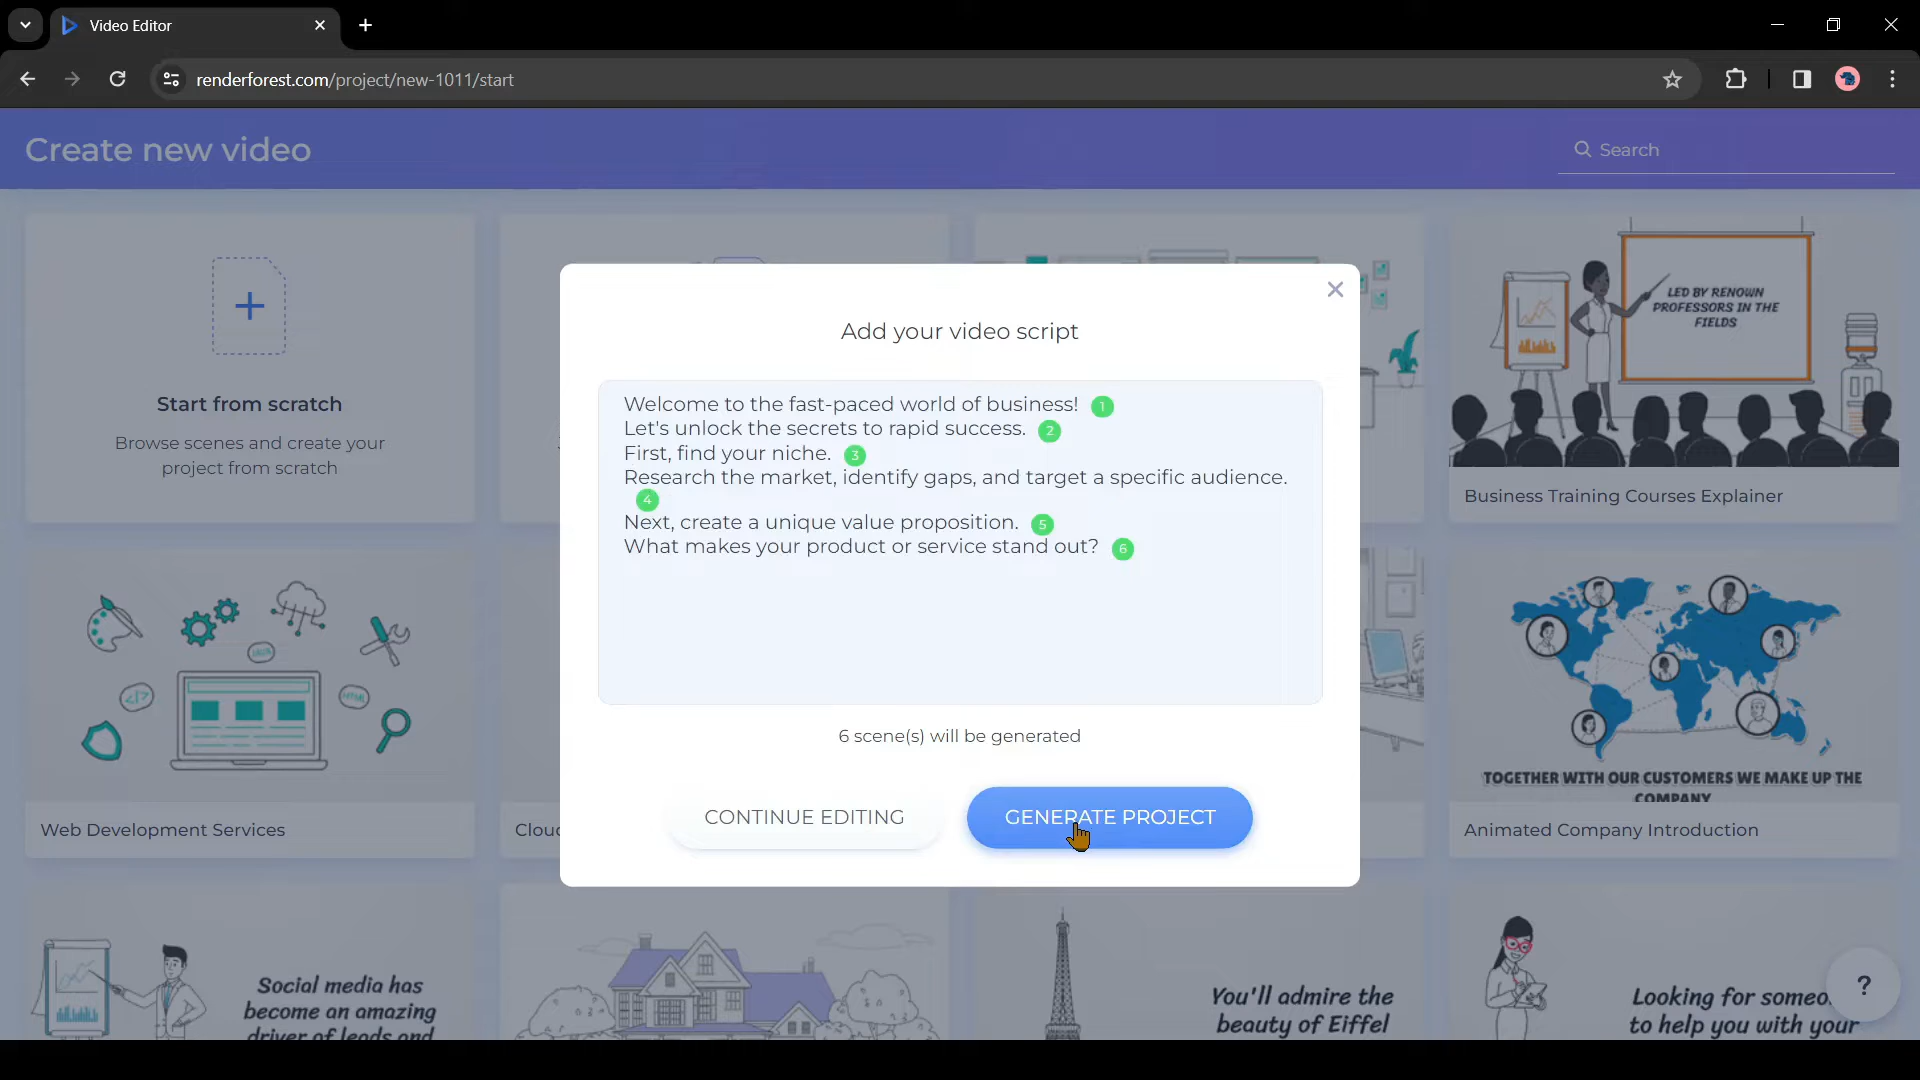 Video Editor
renderforest.com/project/new-1011/start
Create new video
Search
Start from scratch
Browse scenes and create your
project from scratch
LED BY RENOWN
PROFESSORS IN THE
FIELDS
Business Training Courses Explainer
Add your video script
Welcome to the fast-paced world of business! 1
Let's unlock the secrets to rapid success. 2
First, find your niche. 3
Research the market, identify gaps, and target a specific audience.
4
Next, create a unique value proposition. 5
What makes your product or service stand out? 6
6 scene(s) will be generated
CONTINUE EDITING
GENERATE PROJECT
HTML
Web Development Services
Clouc
TOGETHER WITH OUR CUSTOMERS WE MAKE UP THE
COMPANY
Animated Company Introduction
Social media has
become an amazing
driver of leads and
You'll admire the
beauty of Eiffel
Looking for someo
to help you with your
?